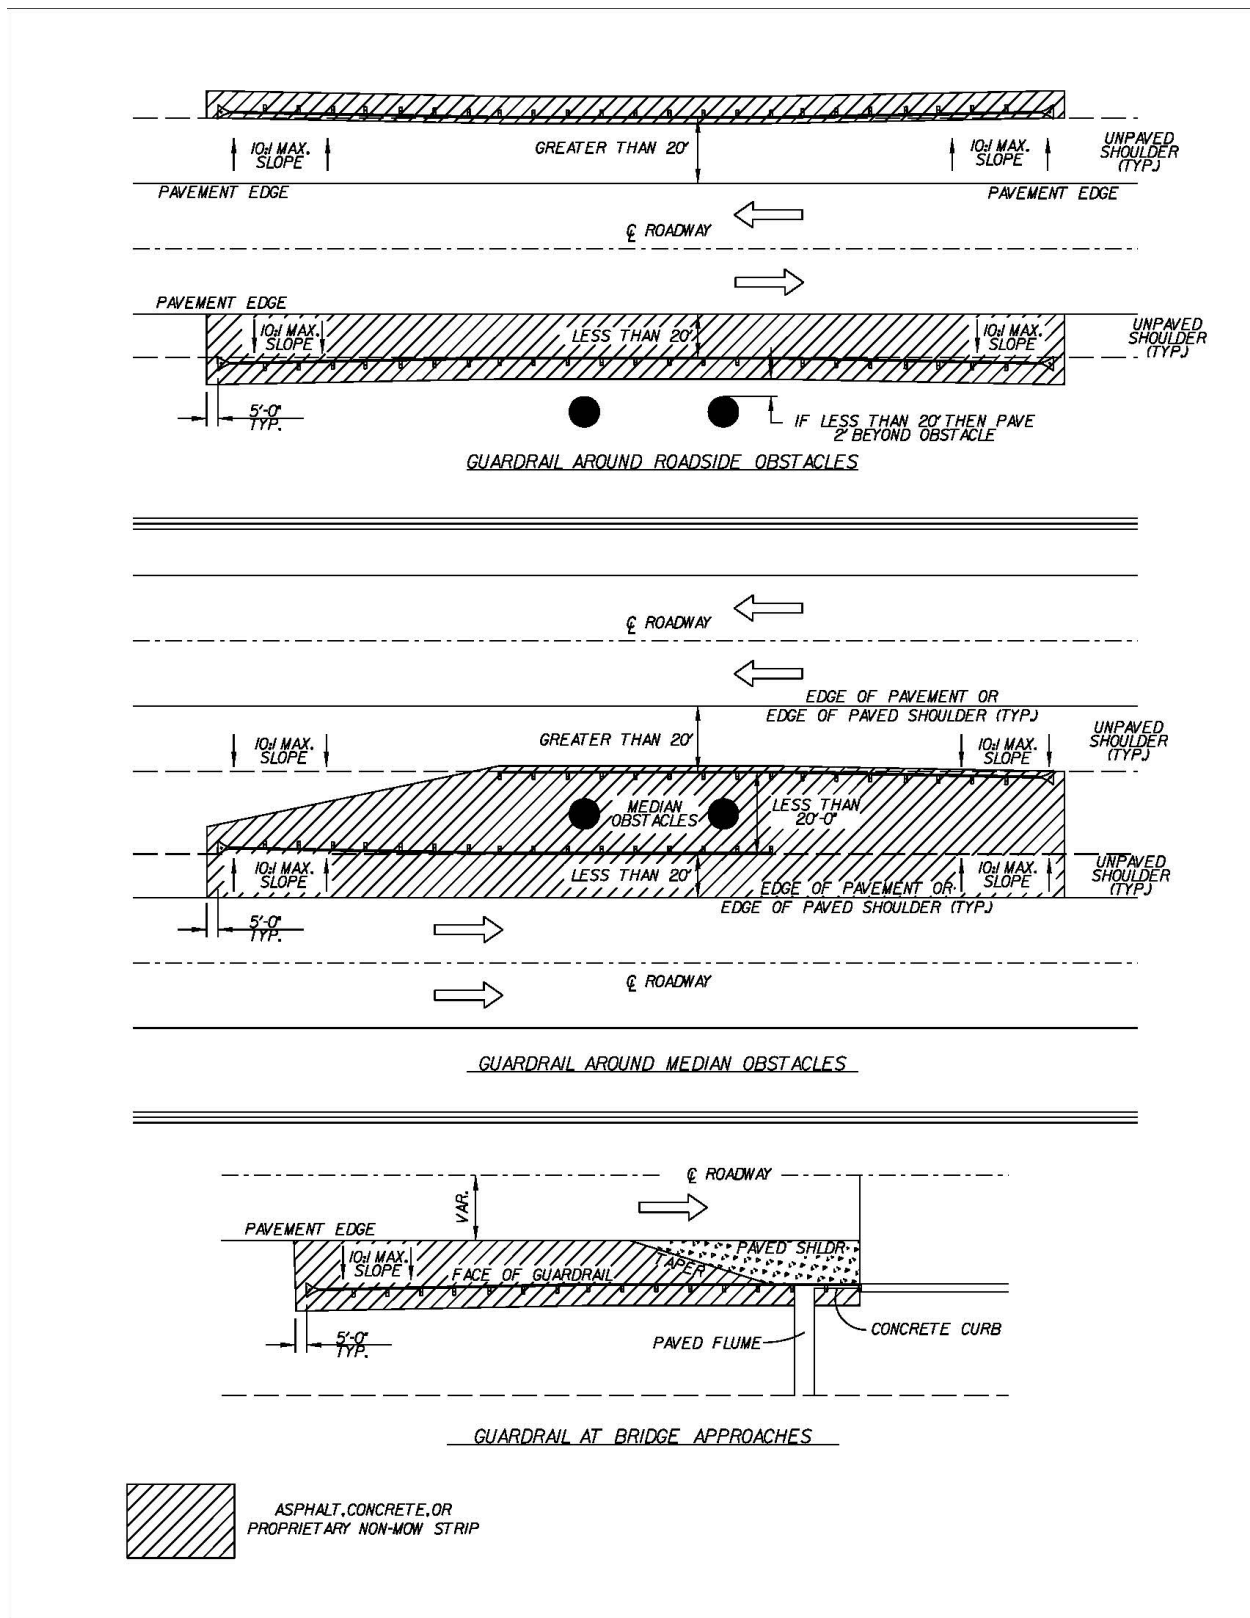 10:1 MAX.
SLOPE
GREATER THAN 20'
10:1 MAX.
SLOPE
UNPAVED
SHOULDER
(TYP.)
PAVEMENT EDGE
PAVEMENT EDGE
℄ ROADWAY
PAVEMENT EDGE
10:1 MAX.
SLOPE
LESS THAN 20'
10:1 MAX.
SLOPE
UNPAVED
SHOULDER
(TYP.)
5'-0"
TYP.
IF LESS THAN 20' THEN PAVE
2' BEYOND OBSTACLE
GUARDRAIL AROUND ROADSIDE OBSTACLES
℄ ROADWAY
EDGE OF PAVEMENT OR
EDGE OF PAVED SHOULDER (TYP.)
10:1 MAX.
SLOPE
GREATER THAN 20'
10:1 MAX.
SLOPE
UNPAVED
SHOULDER
(TYP.)
MEDIAN
OBSTACLES
LESS THAN
20'-0"
10:1 MAX.
SLOPE
LESS THAN 20'
10:1 MAX.
SLOPE
UNPAVED
SHOULDER
(TYP.)
EDGE OF PAVEMENT OR
EDGE OF PAVED SHOULDER (TYP.)
5'-0"
TYP.
℄ ROADWAY
GUARDRAIL AROUND MEDIAN OBSTACLES
℄ ROADWAY
VAR.
PAVEMENT EDGE
10:1 MAX.
SLOPE
FACE OF GUARDRAIL
TAPER
PAVED SHLDR.
5'-0"
TYP.
PAVED FLUME
CONCRETE CURB
GUARDRAIL AT BRIDGE APPROACHES
ASPHALT, CONCRETE, OR
PROPRIETARY NON-MOW STRIP